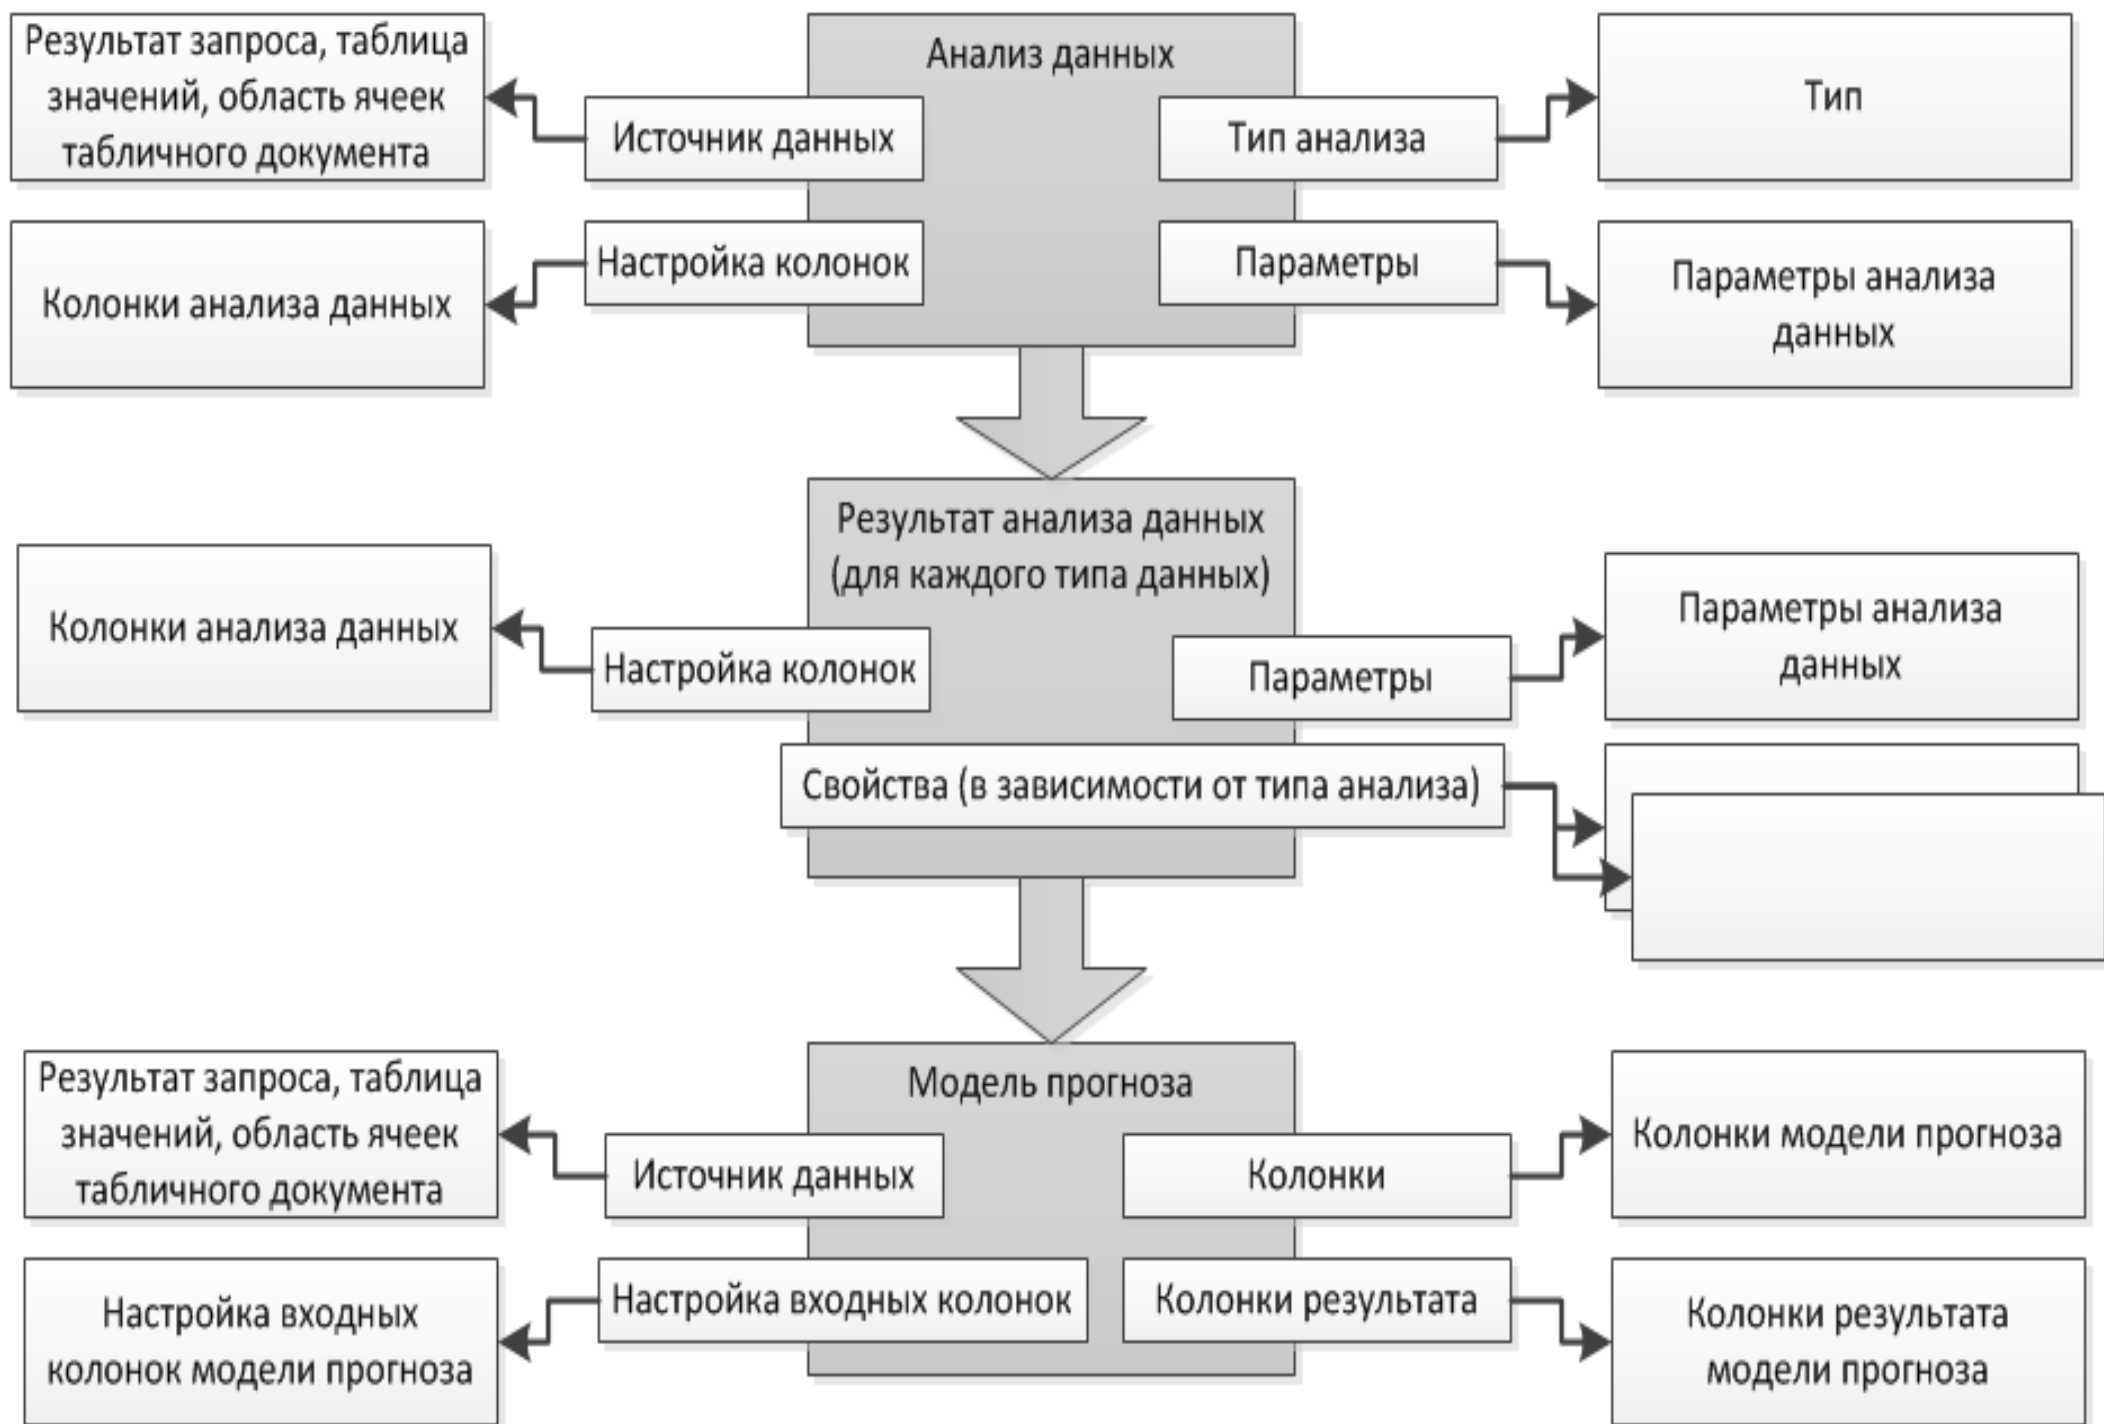 Результат запроса, таблица
значений, область ячеек
табличного документа
Анализ данных
Источник данных
Тип анализа
Тип
Настройка колонок
Колонки анализа данных
Параметры
Параметры анализа
данных
Результат анализа данных
(для каждого типа данных)
Колонки анализа данных
Настройка колонок
Параметры
Параметры анализа
данных
Свойства (в зависимости от типа анализа)
Модель прогноза
Результат запроса, таблица
значений, область ячеек
табличного документа
Источник данных
Колонки
Колонки модели прогноза
Настройка входных колонок
Настройка входных
колонок модели прогноза
Колонки результата
Колонки результата
модели прогноза